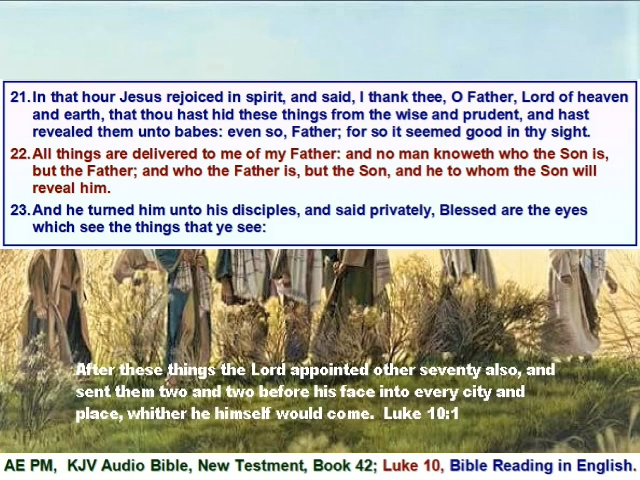 21. In that hour Jesus rejoiced in spirit, and said, I thank thee, O Father, Lord of heaven
and earth, that thou hast hid these things from the wise and prudent, and hast
revealed them unto babes: even so, Father; for so it seemed good in thy sight.
22. All things are delivered to me of my Father: and no man knoweth who the Son is,
but the Father; and who the Father is, but the Son, and he to whom the Son will
reveal him.
23. And he turned him unto his disciples, and said privately, Blessed are the eyes
which see the things that ye see:
After these things the Lord appointed other seventy also, and
sent them two and two before his face into every city and
place, whither he himself would come. Luke 10:1
AE PM, KJV Audio Bible, New Testment, Book 42; Luke 10, Bible Reading in English.